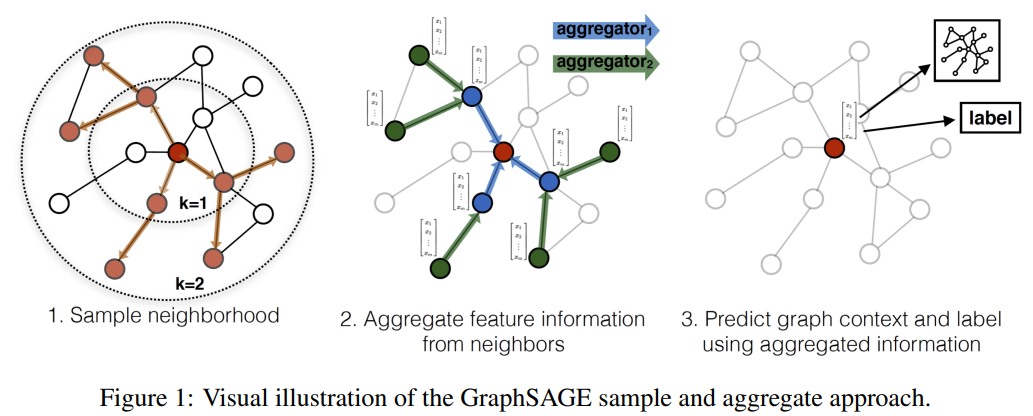 aggregator₁
aggregator₂
label
k=1
k=2
1. Sample neighborhood
2. Aggregate feature information
from neighbors
3. Predict graph context and label
using aggregated information
Figure 1: Visual illustration of the GraphSAGE sample and aggregate approach.